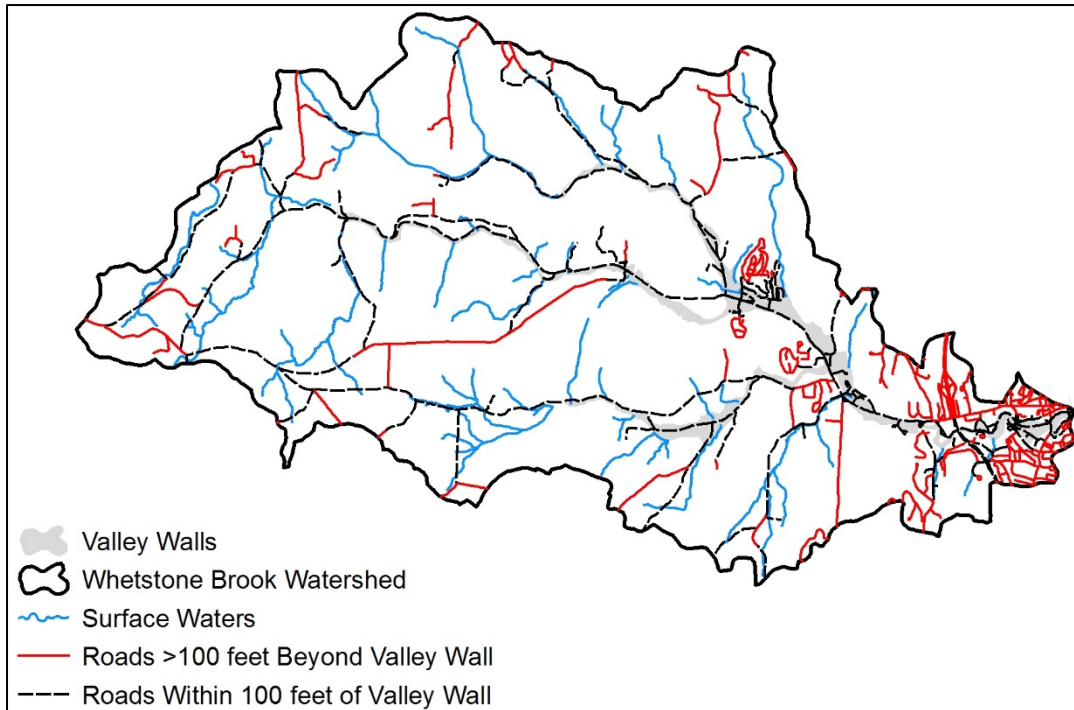 Valley Walls
Whetstone Brook Watershed
Surface Waters
Roads >100 feet Beyond Valley Wall
Roads Within 100 feet of Valley Wall